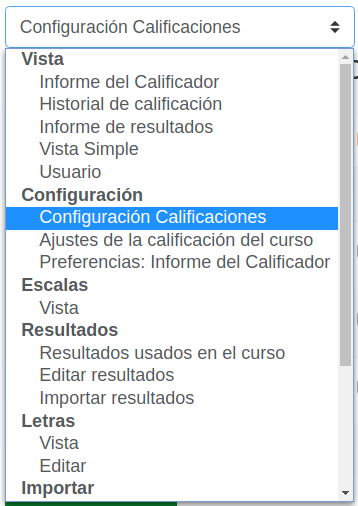 Configuración Calificaciones
Vista
Informe del Calificador
Historial de calificación
Informe de resultados
Vista Simple
Usuario
Configuración
Configuración Calificaciones
Ajustes de la calificación del curso
Preferencias: Informe del Calificador
Escalas
Vista
Resultados
Resultados usados en el curso
Editar resultados
Importar resultados
Letras
Vista
Editar
Importar